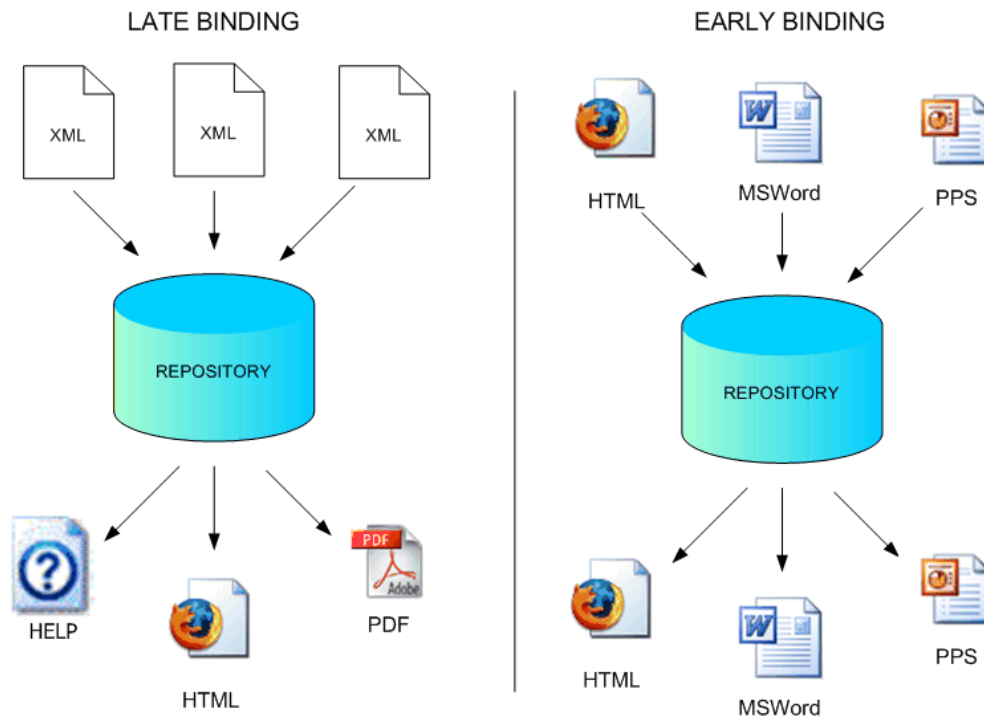 LATE BINDING
XML
XML
XML
REPOSITORY
HELP
HTML
PDF
Adobe
PDF
EARLY BINDING
W
HTML
MSWord
PPS
REPOSITORY
HTML
W
MSWord
PPS